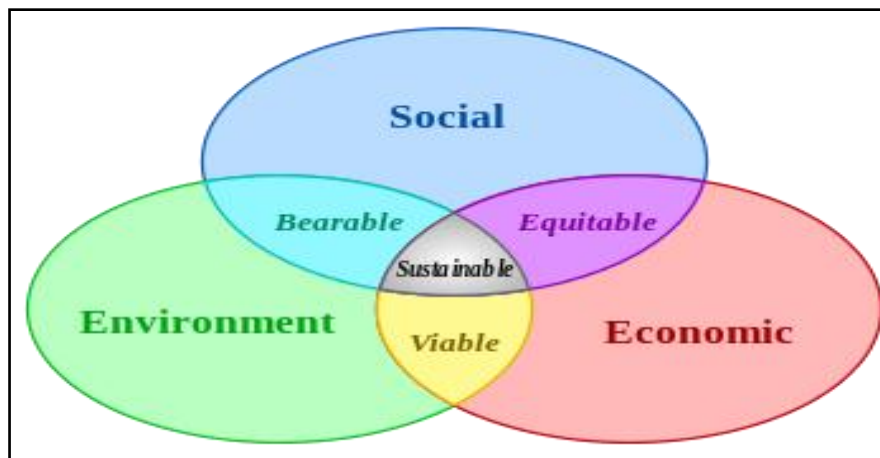 Social
Bearable
Equitable
Sustainable
Environment
Viable
Economic